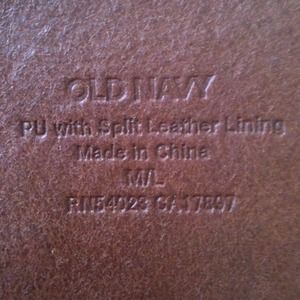 OLD NAVY
PU with Split Leather Lining
Made in China
M/L
RN54023 CA17897